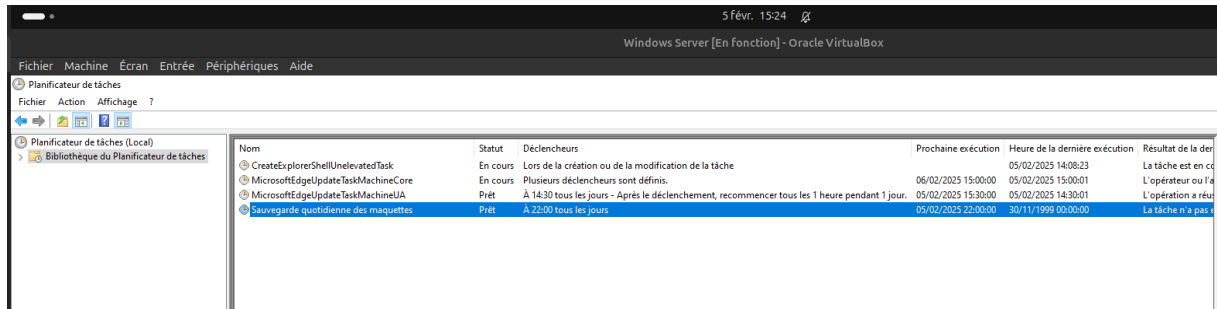 5 févr. 15:24
Windows Server [En fonction] - Oracle VirtualBox
Fichier Machine Écran Entrée Périphériques Aide
Planificateur de tâches
Fichier Action Affichage ?
Planificateur de tâches (Local)
Bibliothèque du Planificateur de tâches
Nom Statut Déclencheurs Prochaine exécution Heure de la dernière exécution Résultat de la der
CreateExplorerShellUnelevatedTask En cours Lors de la création ou de la modification de la tâche 05/02/2025 14:08:23 La tâche est en co
MicrosoftEdgeUpdateTaskMachineCore En cours Plusieurs déclencheurs sont définis. 06/02/2025 15:00:00 05/02/2025 15:00:01 L'opérateur ou l'a
MicrosoftEdgeUpdateTaskMachineUA Prêt À 14:30 tous les jours - Après le déclenchement, recommencer tous les 1 heure pendant 1 jour. 05/02/2025 15:30:00 05/02/2025 14:30:01 L'opération a réus
Sauvegarde quotidienne des maquettes Prêt À 22:00 tous les jours 05/02/2025 22:00:00 30/11/1999 00:00:00 La tâche n'a pas e